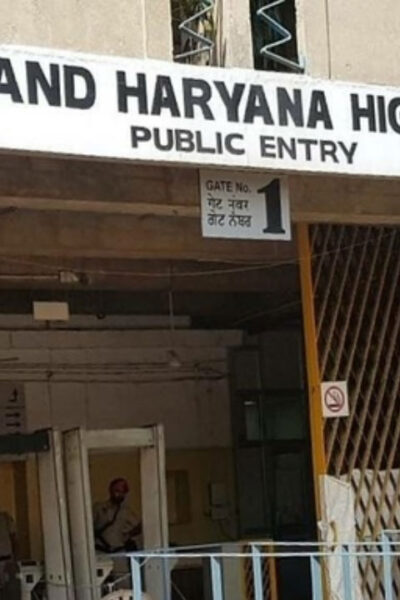 AND HARYANA HIG
PUBLIC ENTRY
GATE No. 1
गेट नंबर
ਗੇਟ ਨੰਬਰ